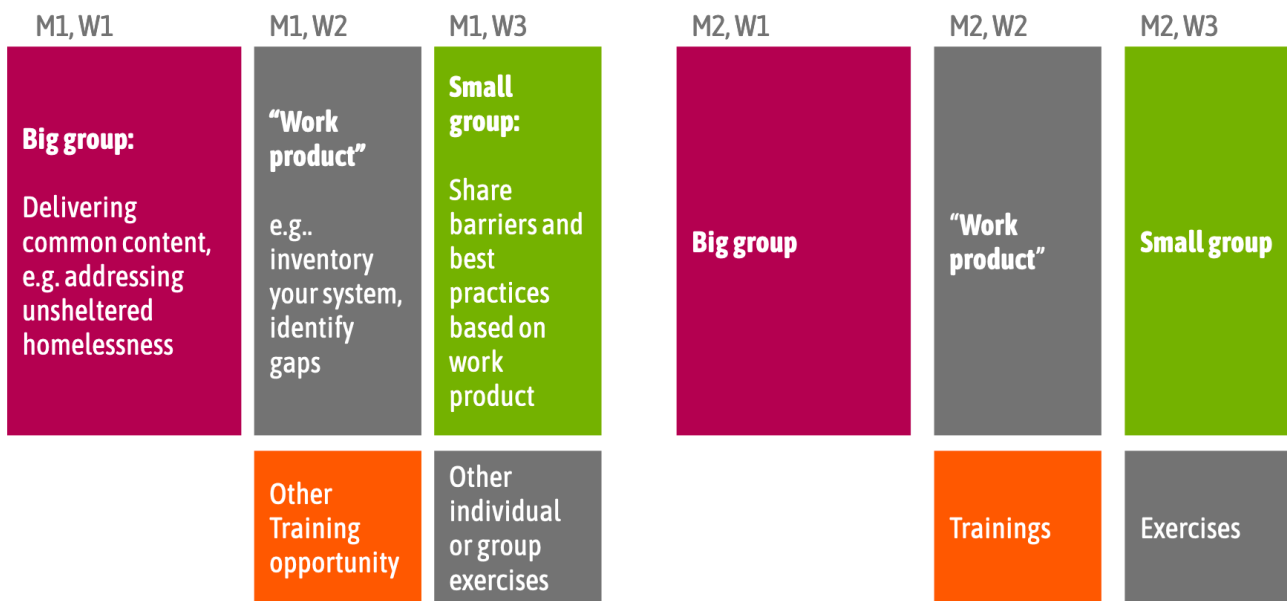 M1, W1
M1, W2
M1, W3
M2, W1
M2, W2
M2, W3
Big group:
Delivering
common content,
e.g. addressing
unsheltered
homelessness
“Work
product”
e.g..
inventory
your system,
identify
gaps
Small
group:
Share
barriers and
best
practices
based on
work
product
Big group
“Work
product”
Small group
Other
Training
opportunity
Other
individual
or group
exercises
Trainings
Exercises